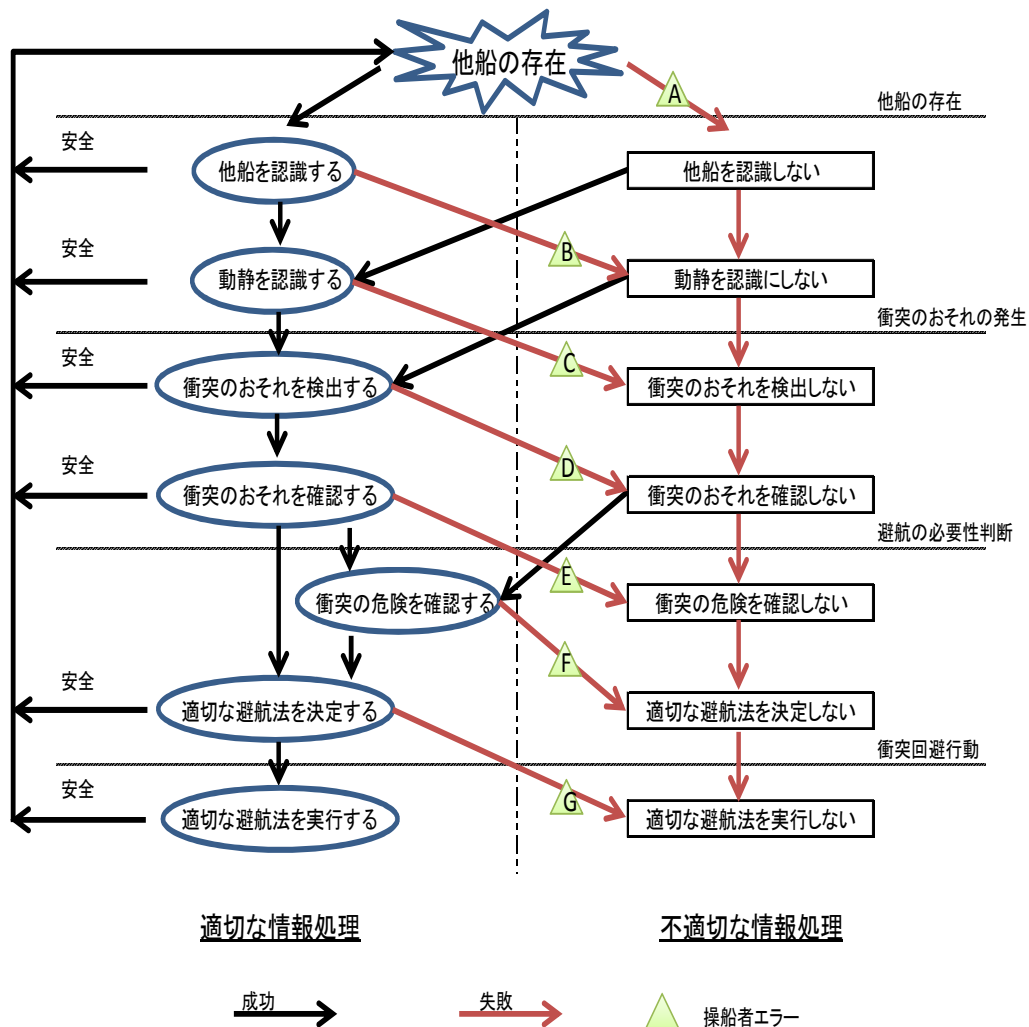 他船の存在
A
他船の存在
安全
他船を認識する
他船を認識しない
B
安全
動静を認識する
動静を認識にしない
衝突のおそれの発生
安全
C
衝突のおそれを検出する
衝突のおそれを検出しない
安全
D
衝突のおそれを確認する
衝突のおそれを確認しない
避航の必要性判断
E
衝突の危険を確認する
衝突の危険を確認しない
F
安全
適切な避航法を決定する
適切な避航法を決定しない
衝突回避行動
安全
G
適切な避航法を実行する
適切な避航法を実行しない
適切な情報処理
不適切な情報処理
成功
失敗
操船者エラー